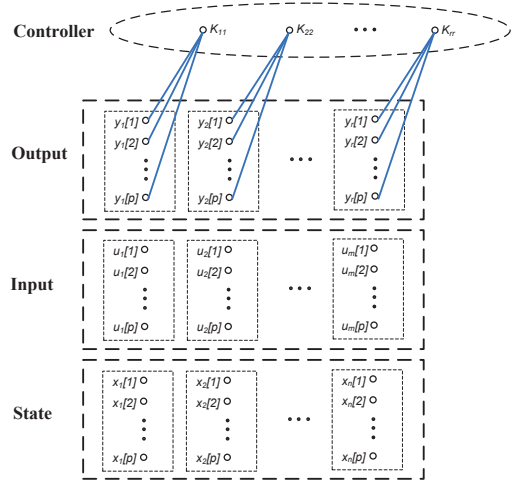 Controller K11 K22 Krr
y1[1] y2[1] yr[1]
y1[2] y2[2] yr[2]
Output
y1[p] y2[p] yr[p]
u1[1] u2[1] um[1]
u1[2] u2[2] um[2]
Input
u1[p] u2[p] um[p]
x1[1] x2[1] xn[1]
x1[2] x2[2] xn[2]
State
x1[p] x2[p] xn[p]